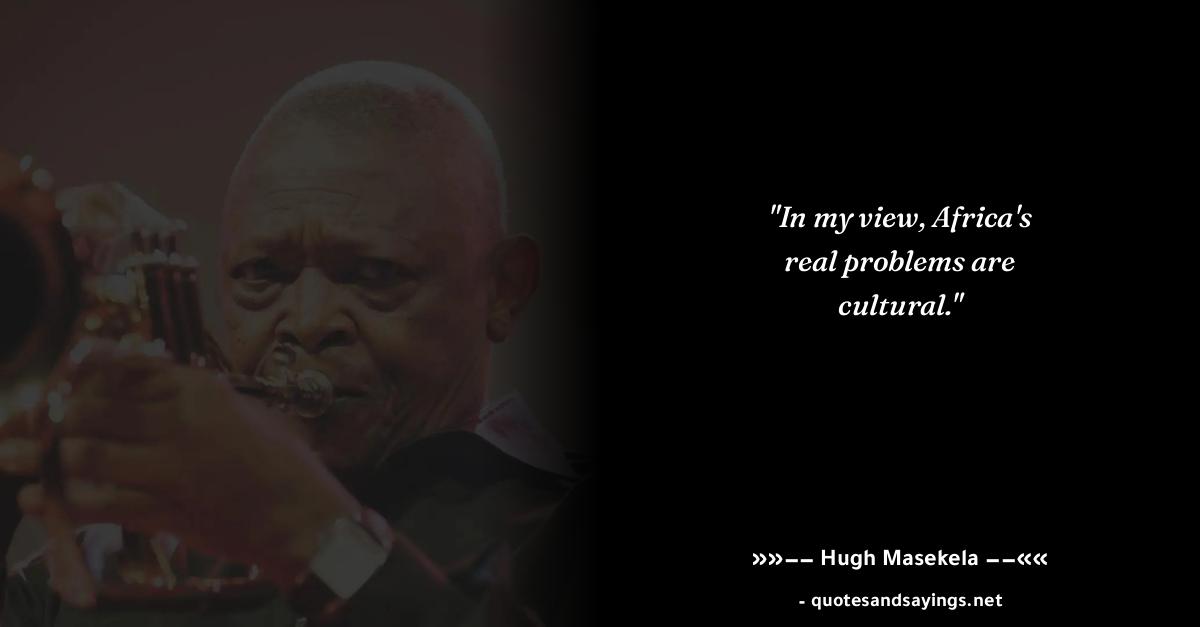 "In my view, Africa's
real problems are
cultural."
»»−− Hugh Masekela −−««
- quotesandsayings.net